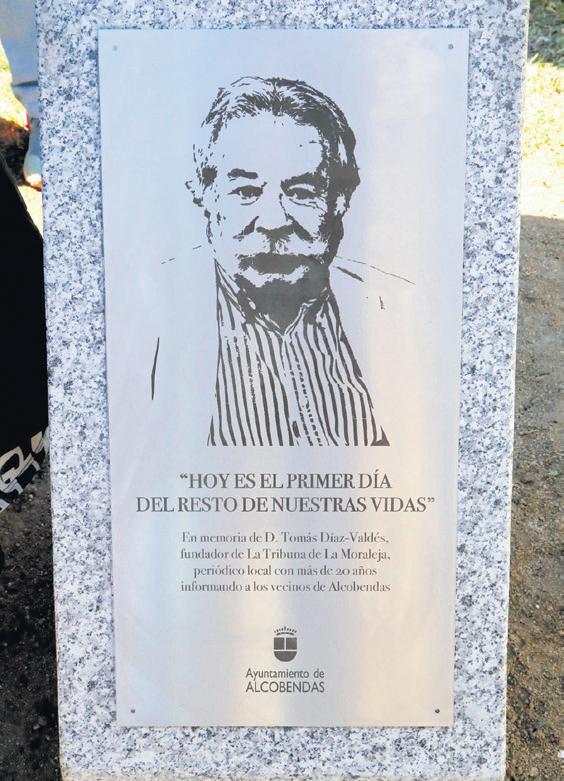 “HOY ES EL PRIMER DÍA
DEL RESTO DE NUESTRAS VIDAS”
En memoria de D. Tomás Díaz-Valdés,
fundador de La Tribuna de La Moraleja,
periódico local con más de 20 años
informando a los vecinos de Alcobendas
Ayuntamiento de
ALCOBENDAS